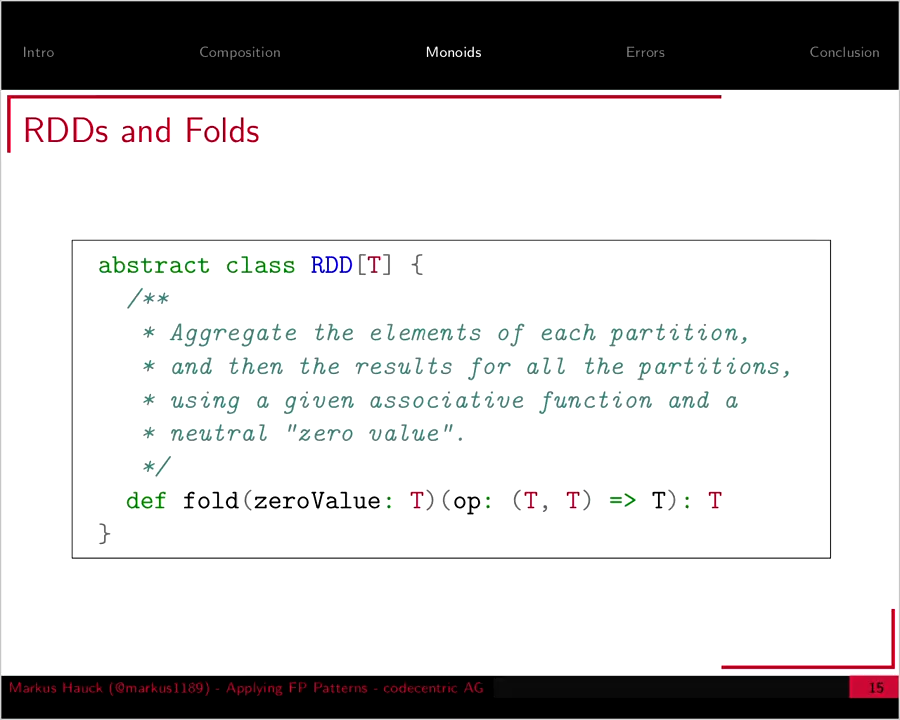 Intro Composition Monoids Errors Conclusion
RDDs and Folds
abstract class RDD[T] {
/**
* Aggregate the elements of each partition,
* and then the results for all the partitions,
* using a given associative function and a
* neutral "zero value".
*/
def fold(zeroValue: T)(op: (T, T) => T): T
}
Markus Hauck (@markus1189) - Applying FP Patterns - codecentric AG 15